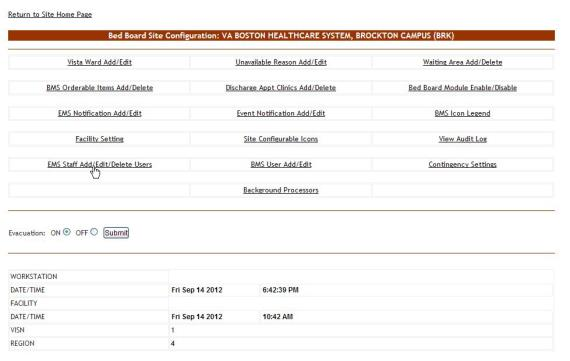 Return to Site Home Page
Bed Board Site Configuration: VA BOSTON HEALTHCARE SYSTEM, BROCKTON CAMPUS (BRK)
Vista Ward Add/Edit Unavailable Reason Add/Edit Waiting Area Add/Delete
BMS Orderable Items Add/Delete Discharge Appt Clinics Add/Delete Bed Board Module Enable/Disable
EMS Notification Add/Edit Event Notification Add/Edit BMS Icon Legend
Facility Setting Site Configurable Icons View Audit Log
EMS Staff Add/Edit/Delete Users BMS User Add/Edit Contingency Settings
Background Processors
Evacuation: ON OFF Submit
WORKSTATION
DATE/TIME Fri Sep 14 2012 6:42:39 PM
FACILITY
DATE/TIME Fri Sep 14 2012 10:42 AM
VISN 1
REGION 4